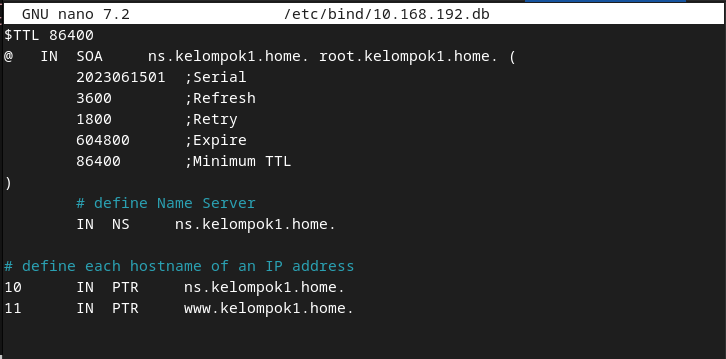 GNU nano 7.2 /etc/bind/10.168.192.db
$TTL 86400
@ IN SOA ns.kelompok1.home. root.kelompok1.home. (
2023061501 ;Serial
3600 ;Refresh
1800 ;Retry
604800 ;Expire
86400 ;Minimum TTL
)
# define Name Server
IN NS ns.kelompok1.home.
# define each hostname of an IP address
10 IN PTR ns.kelompok1.home.
11 IN PTR www.kelompok1.home.